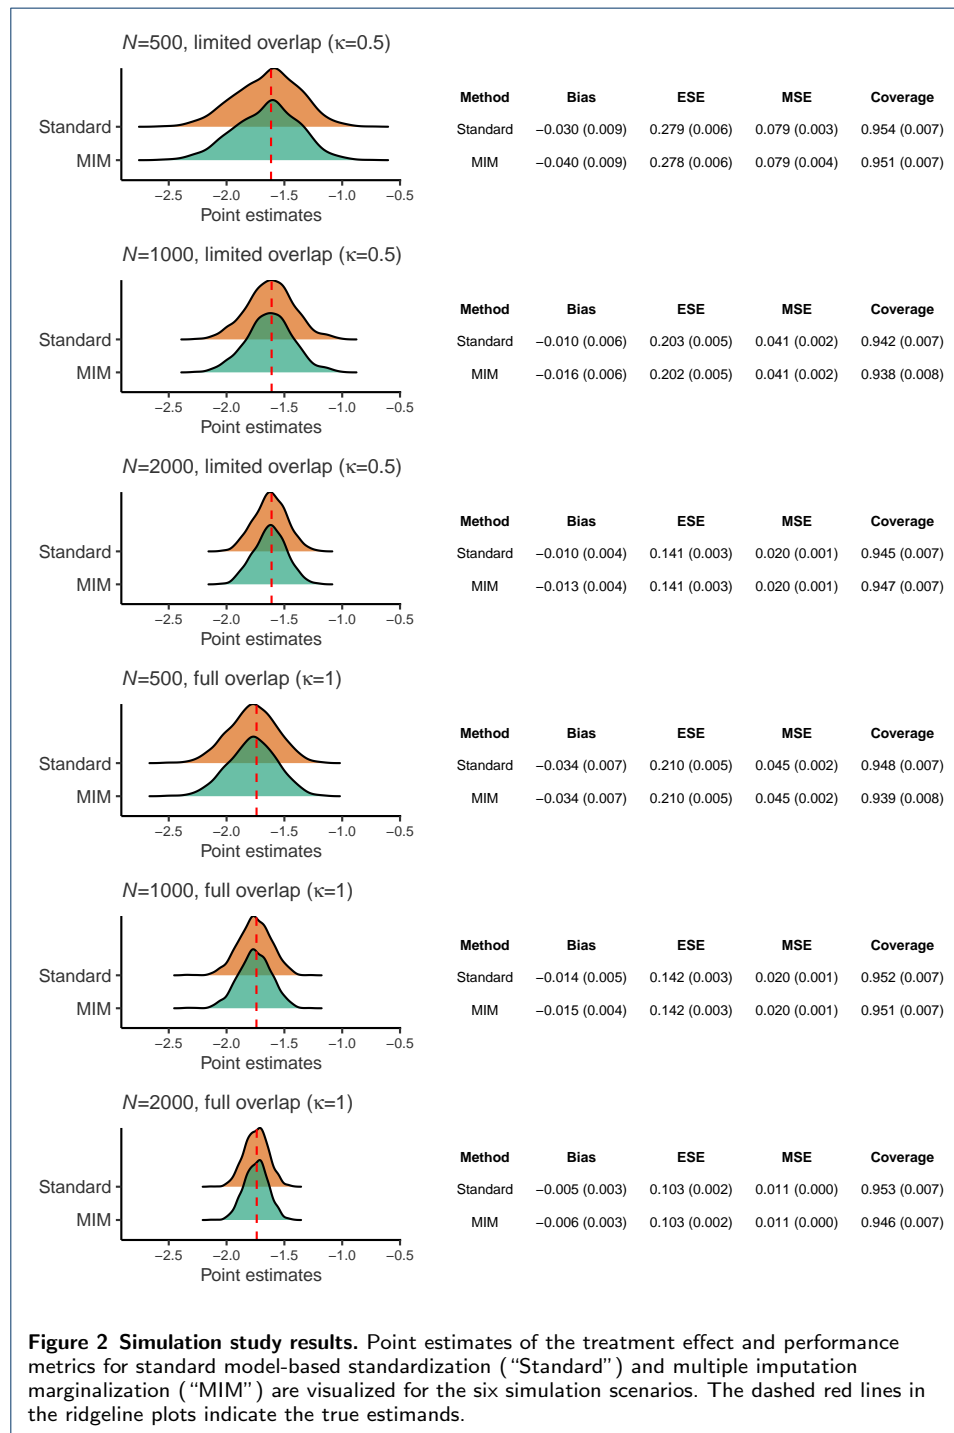 N=500, limited overlap (κ=0.5)
Standard
MIM
−2.5 −2.0 −1.5 −1.0 −0.5
Point estimates
Method Bias ESE MSE Coverage
Standard −0.030 (0.009) 0.279 (0.006) 0.079 (0.003) 0.954 (0.007)
MIM −0.040 (0.009) 0.278 (0.006) 0.079 (0.004) 0.951 (0.007)
N=1000, limited overlap (κ=0.5)
Standard
MIM
−2.5 −2.0 −1.5 −1.0 −0.5
Point estimates
Method Bias ESE MSE Coverage
Standard −0.010 (0.006) 0.203 (0.005) 0.041 (0.002) 0.942 (0.007)
MIM −0.016 (0.006) 0.202 (0.005) 0.041 (0.002) 0.938 (0.008)
N=2000, limited overlap (κ=0.5)
Standard
MIM
−2.5 −2.0 −1.5 −1.0 −0.5
Point estimates
Method Bias ESE MSE Coverage
Standard −0.010 (0.004) 0.141 (0.003) 0.020 (0.001) 0.945 (0.007)
MIM −0.013 (0.004) 0.141 (0.003) 0.020 (0.001) 0.947 (0.007)
N=500, full overlap (κ=1)
Standard
MIM
−2.5 −2.0 −1.5 −1.0 −0.5
Point estimates
Method Bias ESE MSE Coverage
Standard −0.034 (0.007) 0.210 (0.005) 0.045 (0.002) 0.948 (0.007)
MIM −0.034 (0.007) 0.210 (0.005) 0.045 (0.002) 0.939 (0.008)
N=1000, full overlap (κ=1)
Standard
MIM
−2.5 −2.0 −1.5 −1.0 −0.5
Point estimates
Method Bias ESE MSE Coverage
Standard −0.014 (0.005) 0.142 (0.003) 0.020 (0.001) 0.952 (0.007)
MIM −0.015 (0.004) 0.142 (0.003) 0.020 (0.001) 0.951 (0.007)
N=2000, full overlap (κ=1)
Standard
MIM
−2.5 −2.0 −1.5 −1.0 −0.5
Point estimates
Method Bias ESE MSE Coverage
Standard −0.005 (0.003) 0.103 (0.002) 0.011 (0.000) 0.953 (0.007)
MIM −0.006 (0.003) 0.103 (0.002) 0.011 (0.000) 0.946 (0.007)
Figure 2 Simulation study results. Point estimates of the treatment effect and performance
metrics for standard model-based standardization (“Standard”) and multiple imputation
marginalization (“MIM”) are visualized for the six simulation scenarios. The dashed red lines in
the ridgeline plots indicate the true estimands.